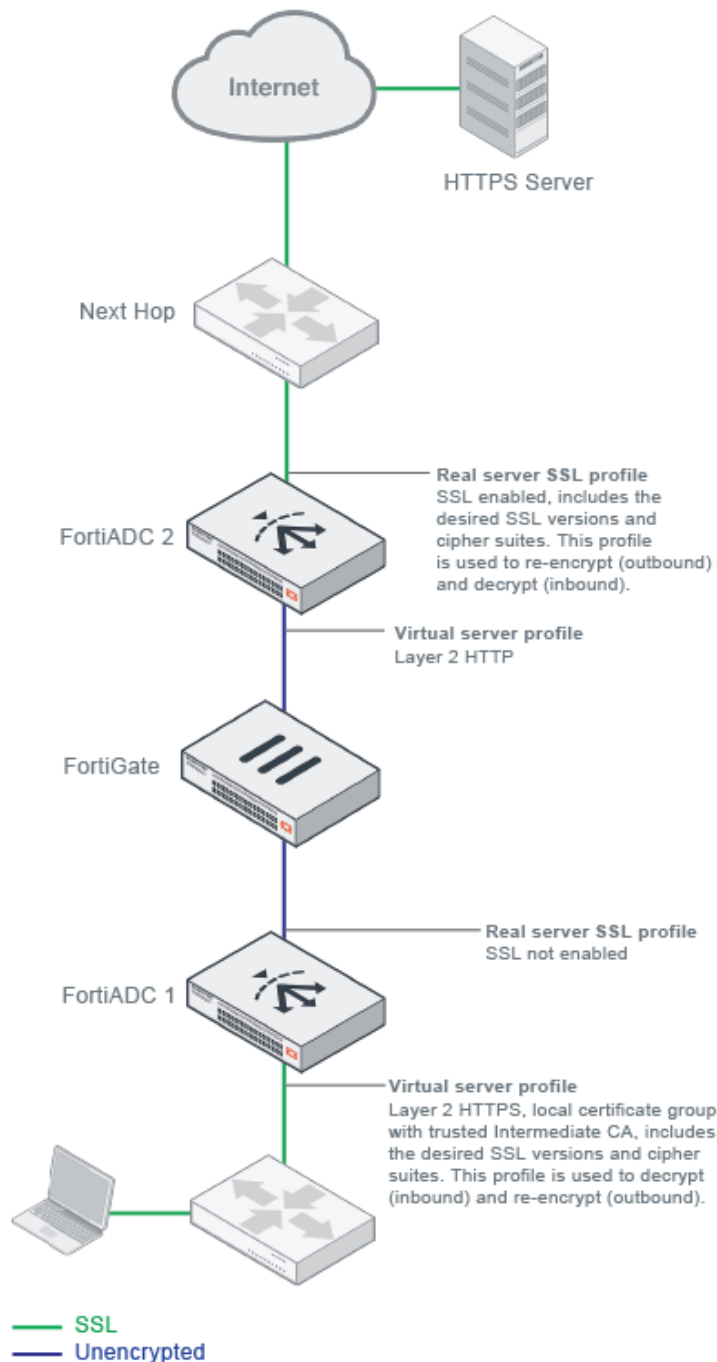 Internet
HTTPS Server
Next Hop
Real server SSL profile
SSL enabled, includes the
desired SSL versions and
cipher suites. This profile
is used to re-encrypt (outbound)
and decrypt (inbound).
FortiADC 2
Virtual server profile
Layer 2 HTTP
FortiGate
Real server SSL profile
SSL not enabled
FortiADC 1
Virtual server profile
Layer 2 HTTPS, local certificate group
with trusted Intermediate CA, includes
the desired SSL versions and cipher
suites. This profile is used to decrypt
(inbound) and re-encrypt (outbound).
SSL
Unencrypted